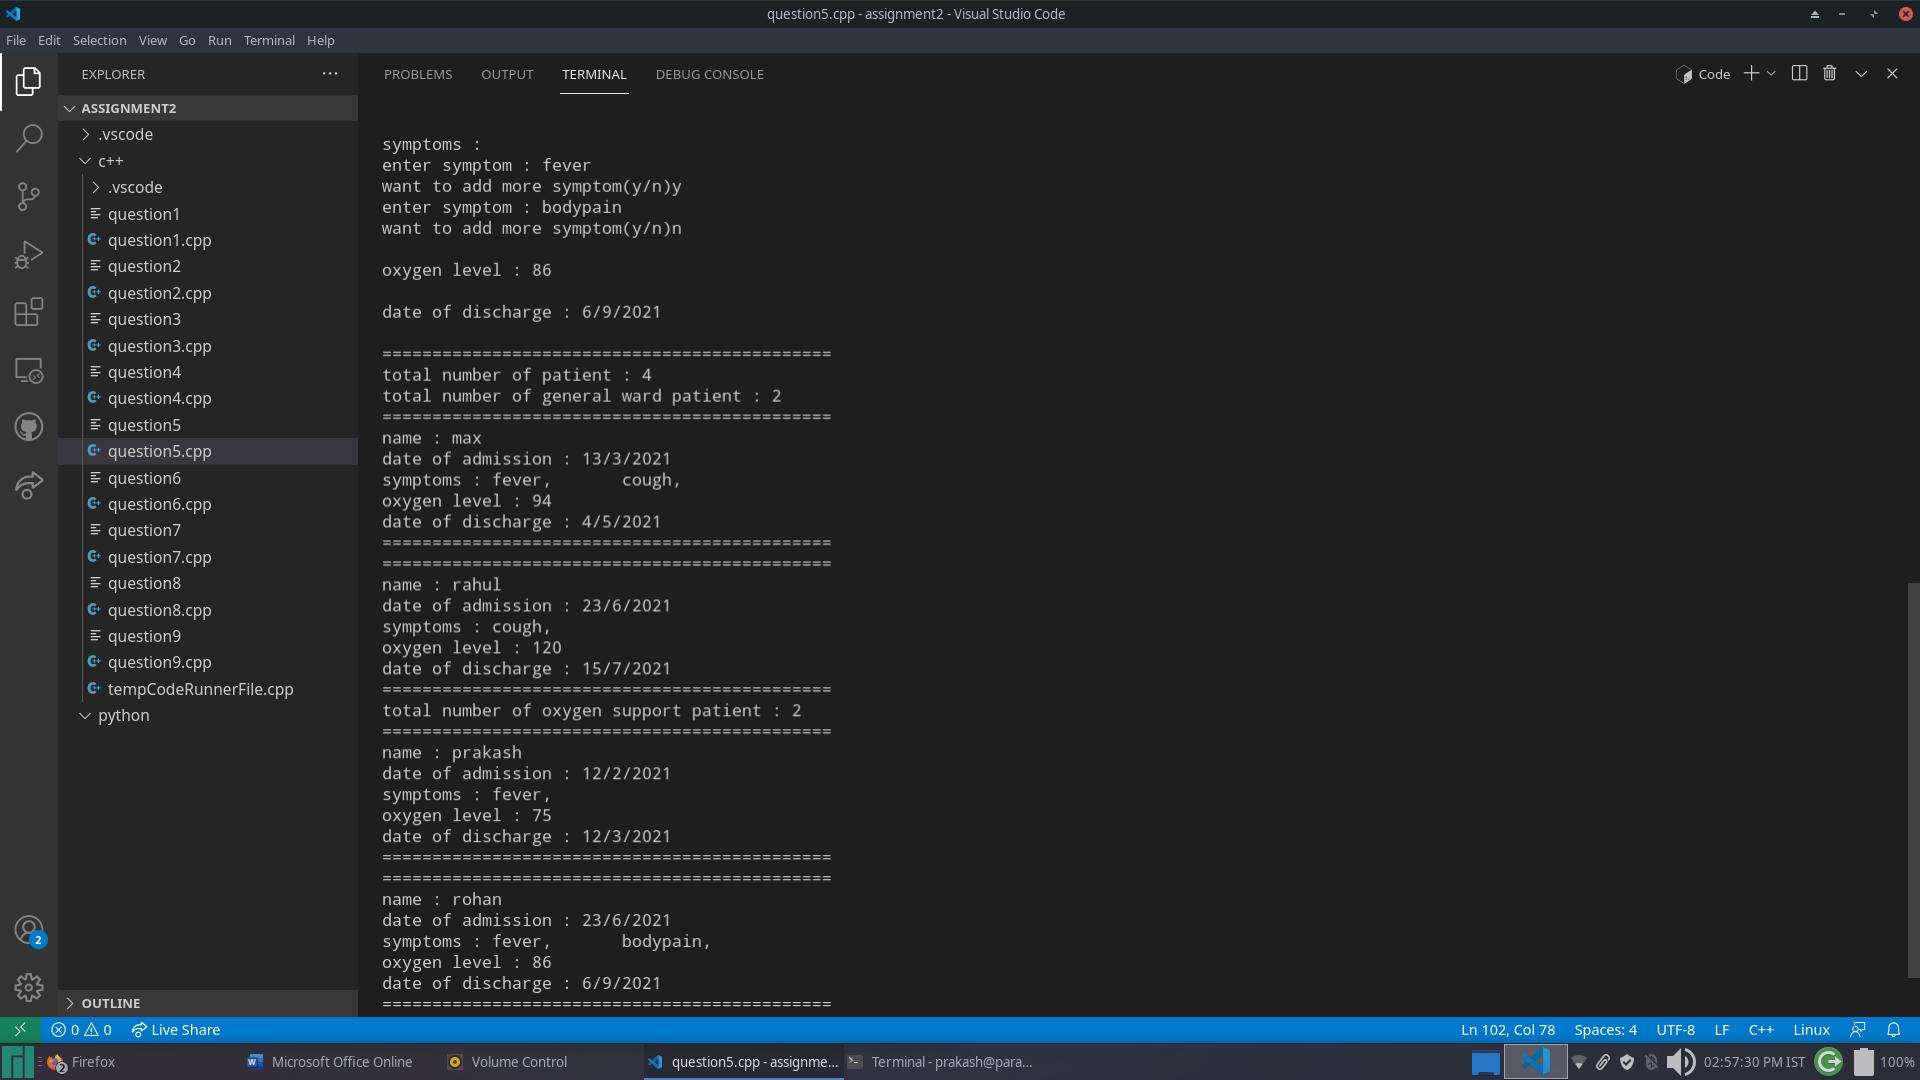 question5.cpp - assignment2 - Visual Studio Code
File Edit Selection View Go Run Terminal Help
EXPLORER
ASSIGNMENT2
.vscode
c++
.vscode
question1
question1.cpp
question2
question2.cpp
question3
question3.cpp
question4
question4.cpp
question5
question5.cpp
question6
question6.cpp
question7
question7.cpp
question8
question8.cpp
question9
question9.cpp
tempCodeRunnerFile.cpp
python
OUTLINE
2
PROBLEMS OUTPUT TERMINAL DEBUG CONSOLE
Code
symptoms :
enter symptom : fever
want to add more symptom(y/n)y
enter symptom : bodypain
want to add more symptom(y/n)n
oxygen level : 86
date of discharge : 6/9/2021
=============================================
total number of patient : 4
total number of general ward patient : 2
=============================================
name : max
date of admission : 13/3/2021
symptoms : fever,       cough,
oxygen level : 94
date of discharge : 4/5/2021
=============================================
=============================================
name : rahul
date of admission : 23/6/2021
symptoms : cough,
oxygen level : 120
date of discharge : 15/7/2021
=============================================
total number of oxygen support patient : 2
=============================================
name : prakash
date of admission : 12/2/2021
symptoms : fever,
oxygen level : 75
date of discharge : 12/3/2021
=============================================
=============================================
name : rohan
date of admission : 23/6/2021
symptoms : fever,       bodypain,
oxygen level : 86
date of discharge : 6/9/2021
=============================================
0 0 Live Share Ln 102, Col 78 Spaces: 4 UTF-8 LF C++ Linux
2 Firefox Microsoft Office Online Volume Control question5.cpp - assignme... Terminal - prakash@para... 02:57:30 PM IST 100%